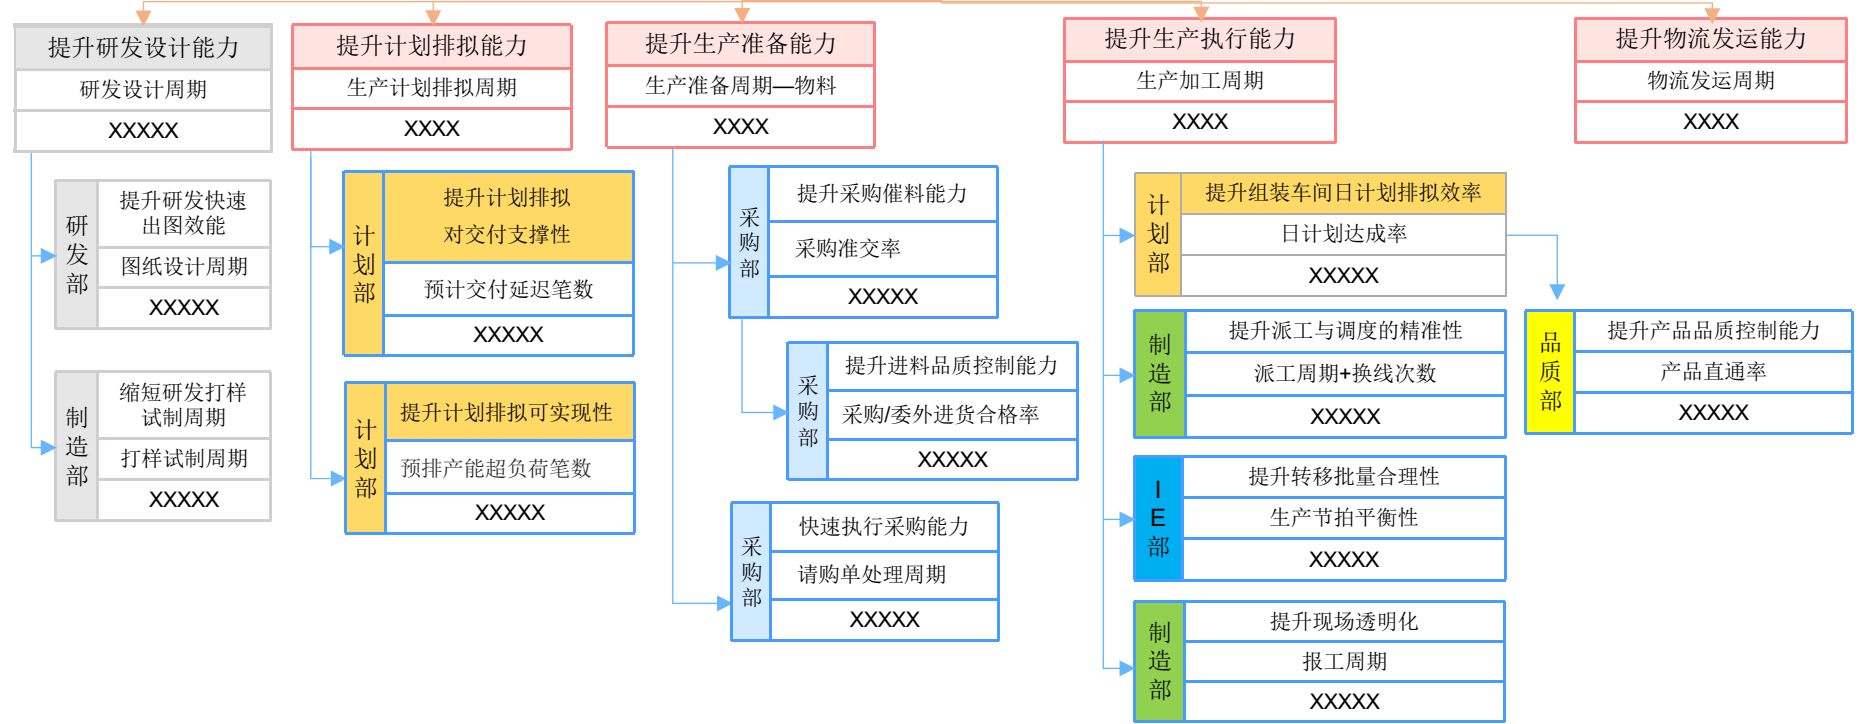 提升研发设计能力
研发设计周期
XXXXX
研发部
提升研发快速
出图效能
图纸设计周期
XXXXX
制造部
缩短研发打样
试制周期
打样试制周期
XXXXX
提升计划排拟能力
生产计划排拟周期
XXXX
计划部
提升计划排拟
对交付支撑性
预计交付延迟笔数
XXXXX
计划部
提升计划排拟可实现性
预排产能超负荷笔数
XXXXX
提升生产准备能力
生产准备周期—物料
XXXX
采购部
提升采购催料能力
采购准交率
XXXXX
采购部
提升进料品质控制能力
采购/委外进货合格率
XXXXX
采购部
快速执行采购能力
请购单处理周期
XXXXX
提升生产执行能力
生产加工周期
XXXX
计划部
提升组装车间日计划排拟效率
日计划达成率
XXXXX
制造部
提升派工与调度的精准性
派工周期+换线次数
XXXXX
IE部
提升转移批量合理性
生产节拍平衡性
XXXXX
制造部
提升现场透明化
报工周期
XXXXX
品质部
提升产品品质控制能力
产品直通率
XXXXX
提升物流发运能力
物流发运周期
XXXX